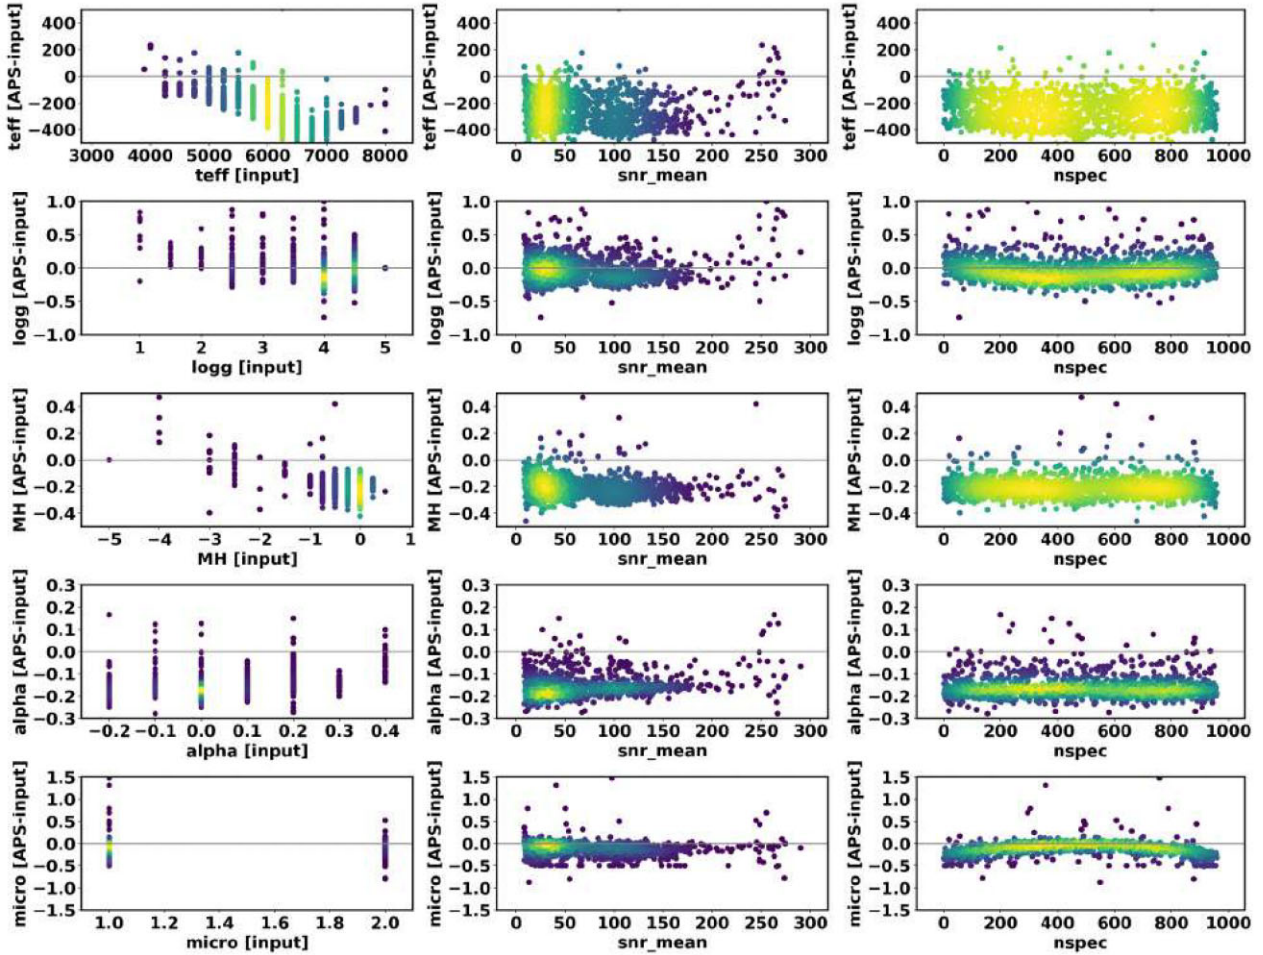 teff [APS-input]
400
200
0
−200
−400
3000 4000 5000 6000 7000 8000
teff [input]
teff [APS-input]
400
200
0
−200
−400
0 50 100 150 200 250 300
snr_mean
teff [APS-input]
400
200
0
−200
−400
0 200 400 600 800 1000
nspec
logg [APS-input]
1.0
0.5
0.0
−0.5
−1.0
1 2 3 4 5
logg [input]
logg [APS-input]
1.0
0.5
0.0
−0.5
−1.0
0 50 100 150 200 250 300
snr_mean
logg [APS-input]
1.0
0.5
0.0
−0.5
−1.0
0 200 400 600 800 1000
nspec
MH [APS-input]
0.4
0.2
0.0
−0.2
−0.4
−5 −4 −3 −2 −1 0 1
MH [input]
MH [APS-input]
0.4
0.2
0.0
−0.2
−0.4
0 50 100 150 200 250 300
snr_mean
MH [APS-input]
0.4
0.2
0.0
−0.2
−0.4
0 200 400 600 800 1000
nspec
alpha [APS-input]
0.3
0.2
0.1
0.0
−0.1
−0.2
−0.3
−0.2 −0.1 0.0 0.1 0.2 0.3 0.4
alpha [input]
alpha [APS-input]
0.3
0.2
0.1
0.0
−0.1
−0.2
−0.3
0 50 100 150 200 250 300
snr_mean
alpha [APS-input]
0.3
0.2
0.1
0.0
−0.1
−0.2
−0.3
0 200 400 600 800 1000
nspec
micro [APS-input]
1.5
1.0
0.5
0.0
−0.5
−1.0
−1.5
1.0 1.2 1.4 1.6 1.8 2.0
micro [input]
micro [APS-input]
1.5
1.0
0.5
0.0
−0.5
−1.0
−1.5
0 50 100 150 200 250 300
snr_mean
micro [APS-input]
1.5
1.0
0.5
0.0
−0.5
−1.0
−1.5
0 200 400 600 800 1000
nspec